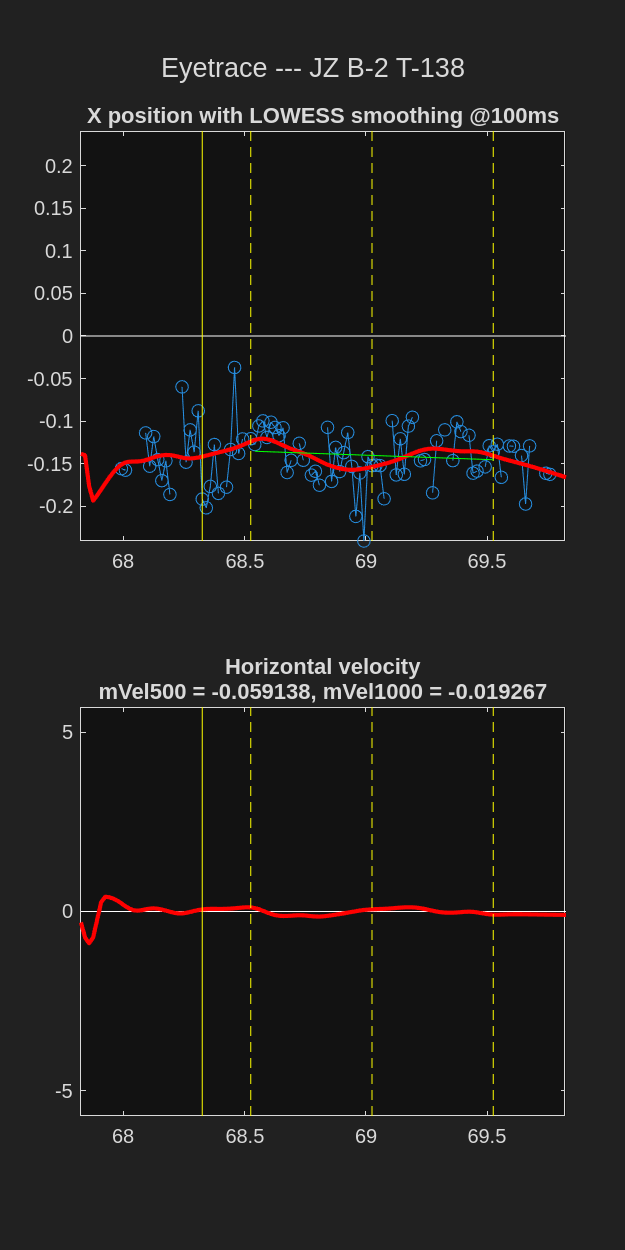 Eyetrace --- JZ B-2 T-138
X position with LOWESS smoothing @100ms
0.2
0.15
0.1
0.05
0
-0.05
-0.1
-0.15
-0.2
68 68.5 69 69.5
Horizontal velocity
mVel500 = -0.059138, mVel1000 = -0.019267
5
0
-5
68 68.5 69 69.5